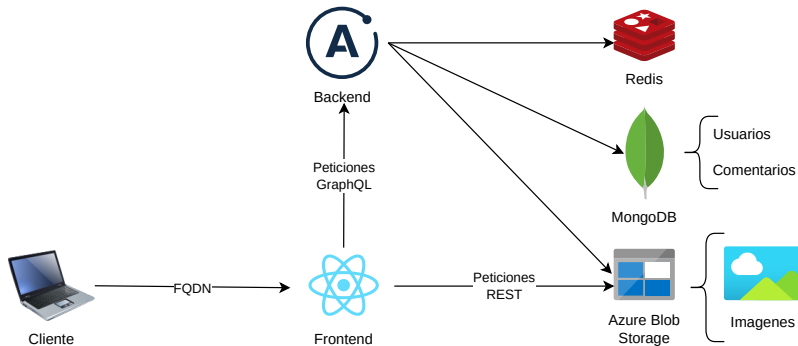 Backend
Redis
Peticiones
GraphQL
Usuarios
Comentarios
MongoDB
FQDN
Peticiones
REST
Cliente
Frontend
Azure Blob
Storage
Imagenes